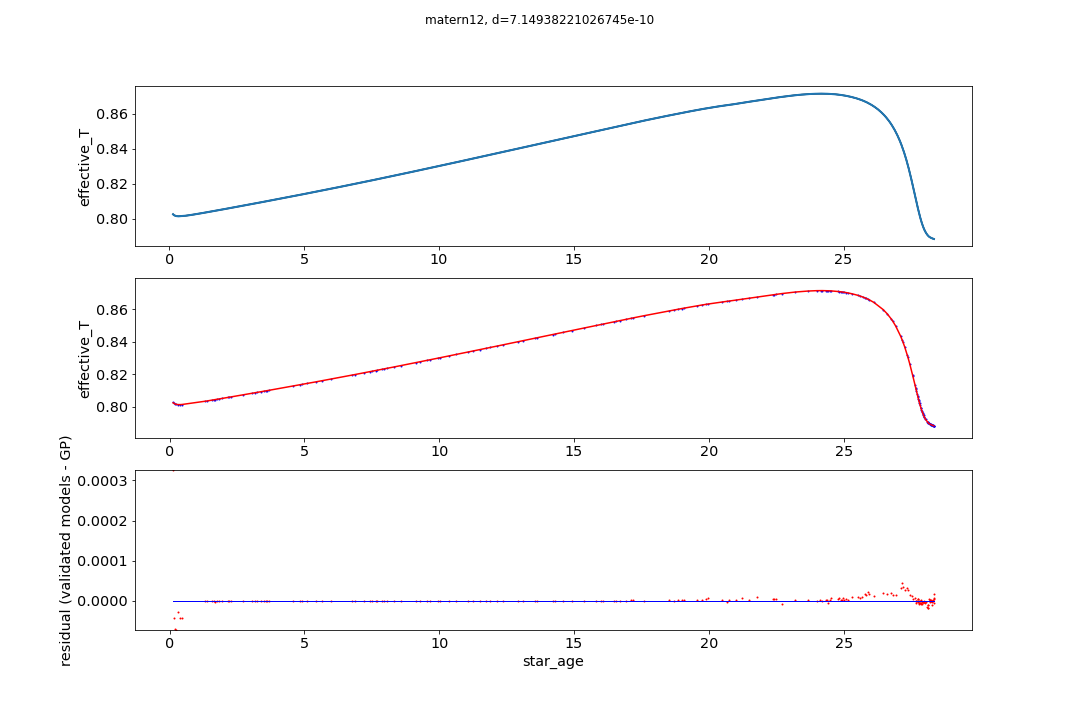 matern12, d=7.14938221026745e-10
effective_T
0.86
0.84
0.82
0.80
0 5 10 15 20 25
effective_T
0.86
0.84
0.82
0.80
0 5 10 15 20 25
residual (validated models - GP)
0.0003
0.0002
0.0001
0.0000
0 5 10 15 20 25
star_age